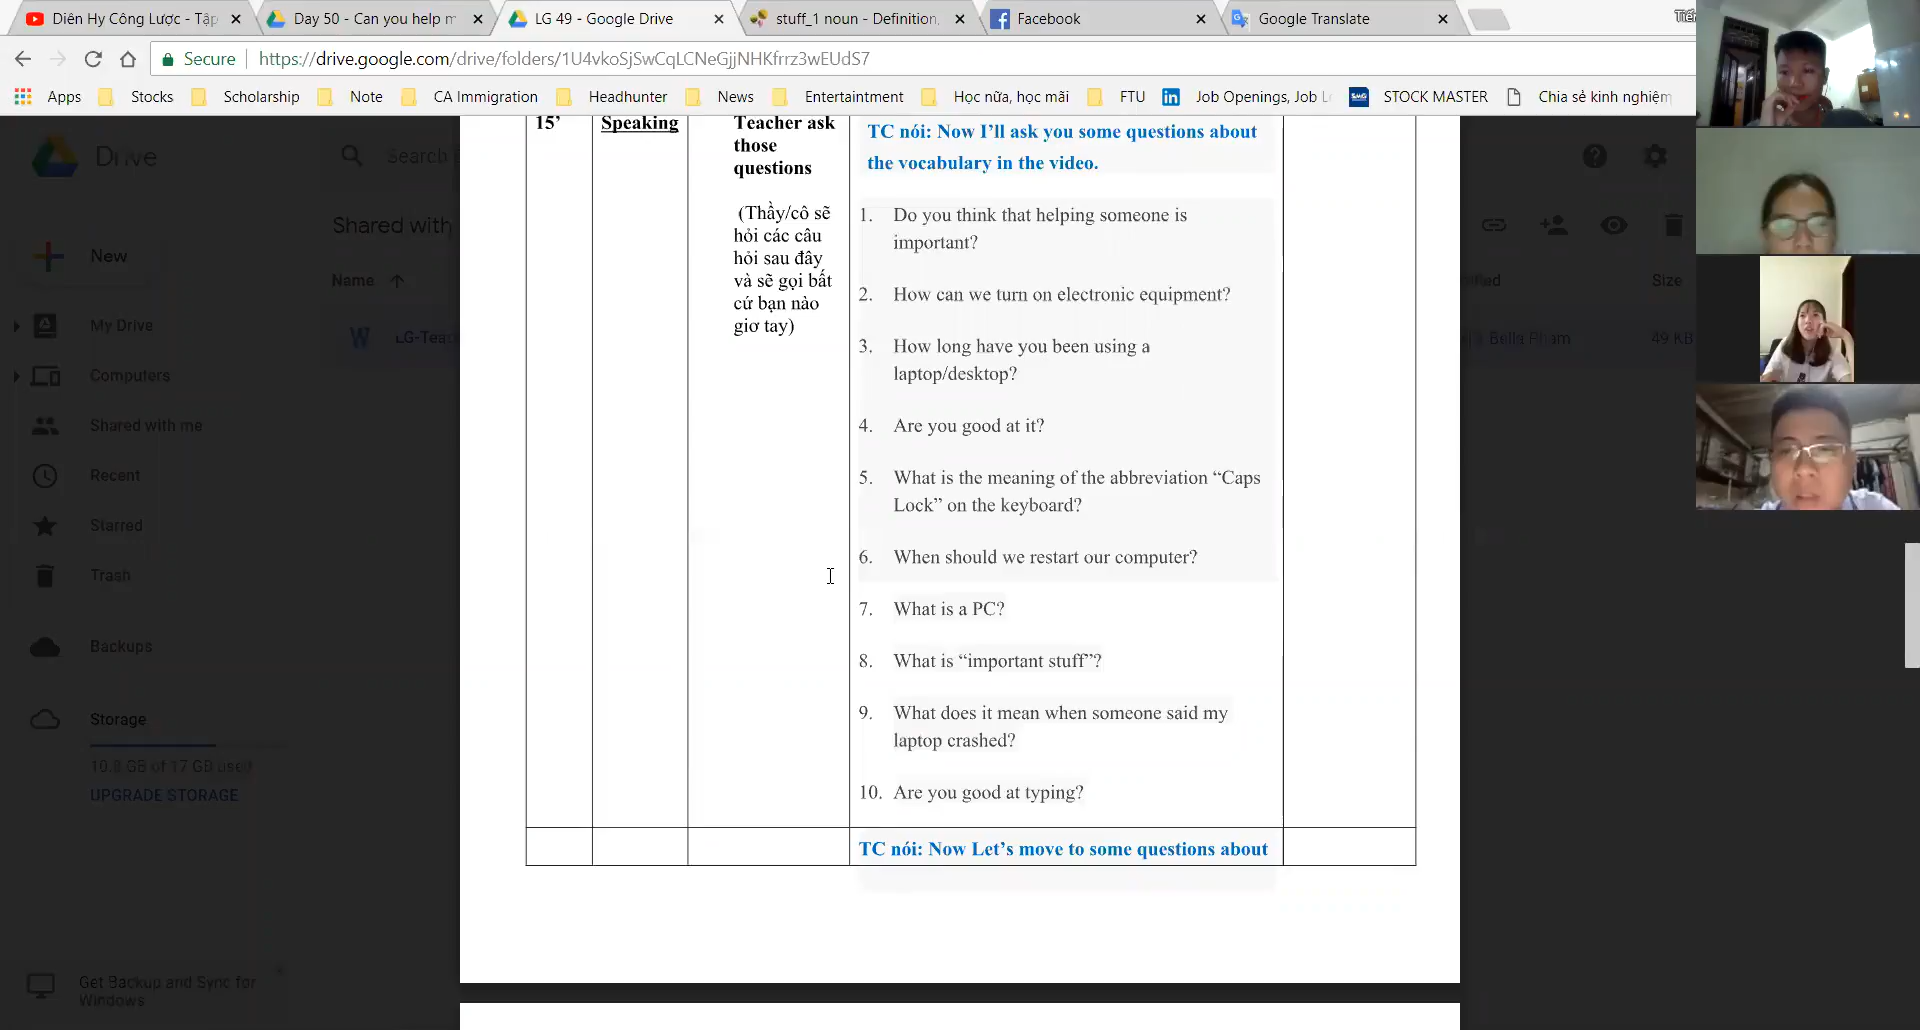 Diên Hy Công Lược - Tập
Day 50 - Can you help m
LG 49 - Google Drive
stuff_1 noun - Definition,
Facebook
Google Translate
Secure
https://drive.google.com/drive/folders/1U4vkoSjSwCqLCNeGjjNHKfrrz3wEUdS7
Apps
Stocks
Scholarship
Note
CA Immigration
Headhunter
News
Entertaintment
Học nữa, học mãi
FTU
Job Openings, Job L
STOCK MASTER
Chia sẻ kinh nghiệm
Drive
Search
Shared with
New
Name
Size
My Drive
LG-Teac
Bella Pham
49 KB
Computers
Shared with me
Recent
Starred
Trash
Backups
Storage
10.8 GB of 17 GB used
UPGRADE STORAGE
Get Backup and Sync for
Windows
15’
Speaking
Teacher ask
those
questions
(Thầy/cô sẽ
hỏi các câu
hỏi sau đây
và sẽ gọi bất
cứ bạn nào
giơ tay)
TC nói: Now I’ll ask you some questions about
the vocabulary in the video.
1. Do you think that helping someone is
important?
2. How can we turn on electronic equipment?
3. How long have you been using a
laptop/desktop?
4. Are you good at it?
5. What is the meaning of the abbreviation “Caps
Lock” on the keyboard?
6. When should we restart our computer?
7. What is a PC?
8. What is “important stuff”?
9. What does it mean when someone said my
laptop crashed?
10. Are you good at typing?
TC nói: Now Let’s move to some questions about